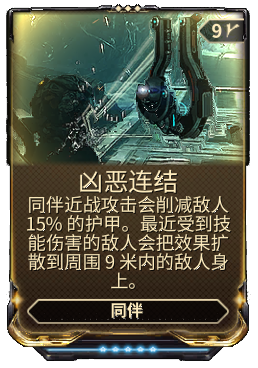 9
凶恶连结
同伴近战攻击会削减敌人
15% 的护甲。最近受到技
能伤害的敌人会把效果扩
散到周围 9 米内的敌人身
上。
同伴